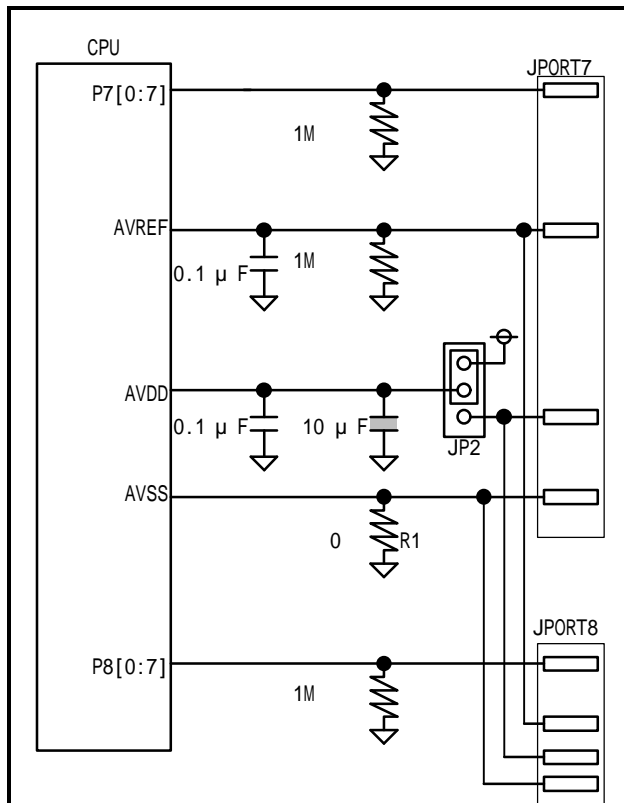 CPU
JPORT7
P7[0:7]
1M
AVREF
0.1 μ F
1M
AVDD
0.1 μ F
10 μ F
JP2
AVSS
0
R1
JPORT8
P8[0:7]
1M